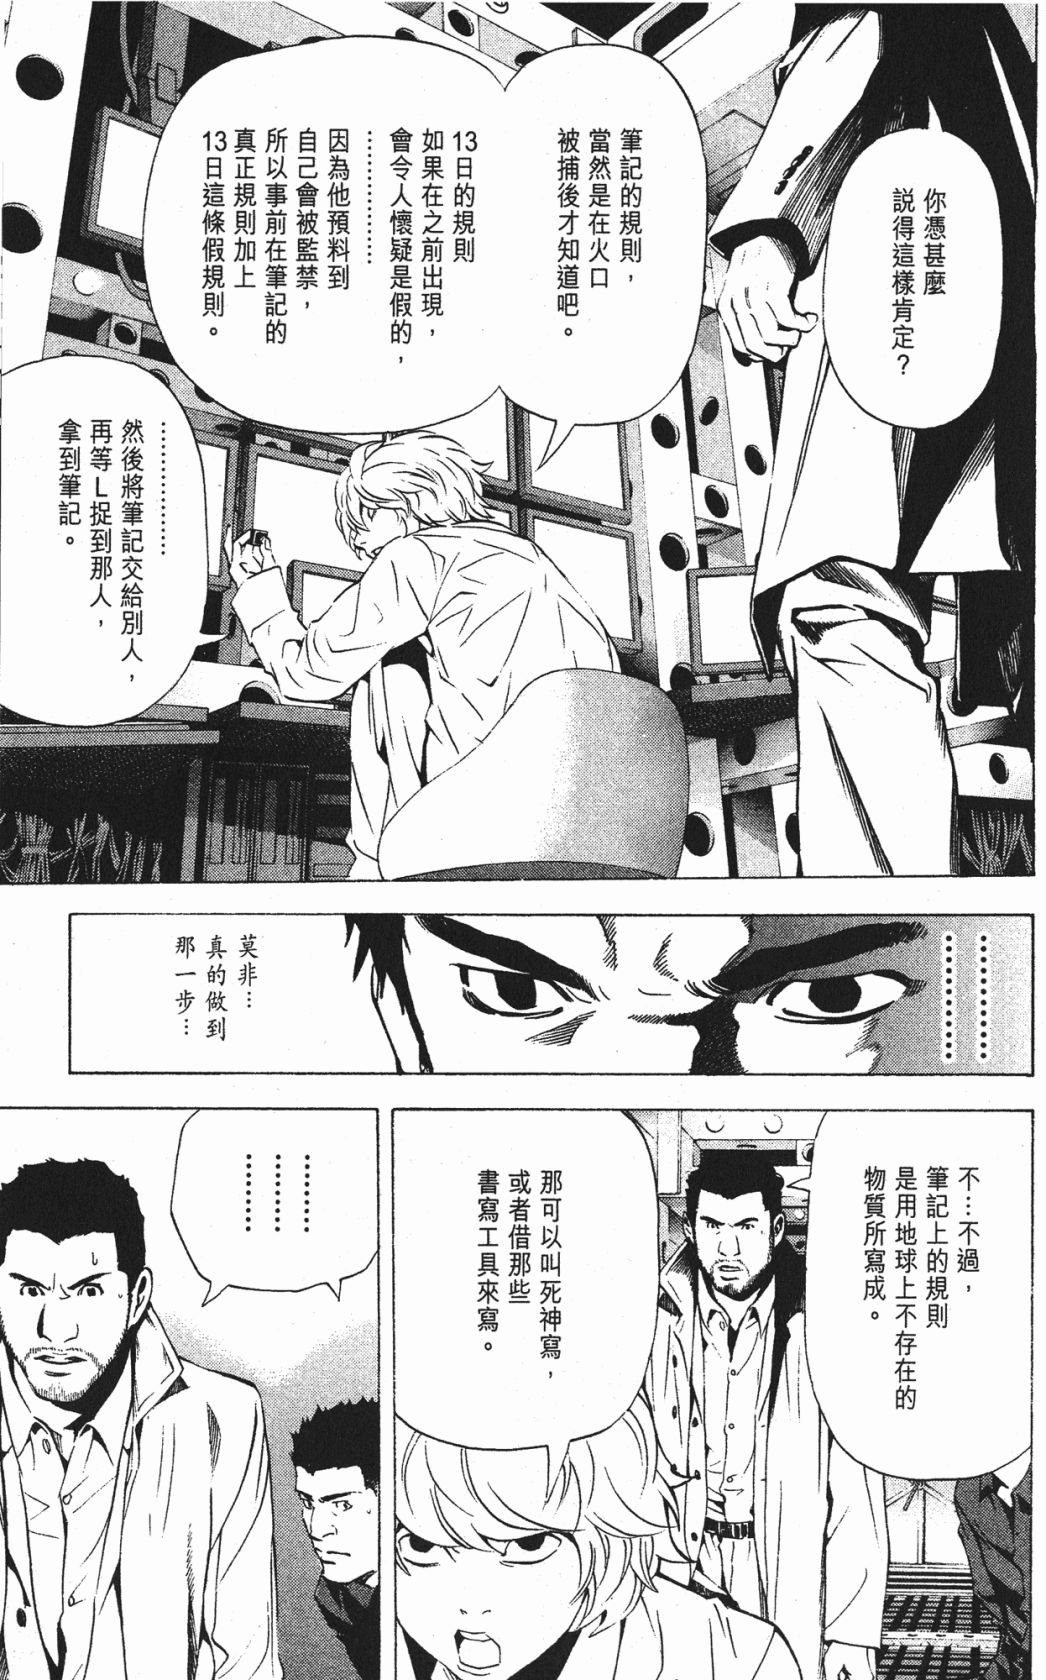 你憑甚麼
說得這樣肯定？
筆記的規則，
當然是在火口
被捕後才知道吧。
13日的規則
如果在之前出現，
會令人懷疑是假的，
…………
因為他預料到
自己會被監禁，
所以事前在筆記的
真正規則加上
13日這條假規則。
…………
然後將筆記交給別人，
再等L捉到那人，
拿到筆記。
…………
…………
莫非…
真的做到
那一步…
不…不過，
筆記上的規則
是用地球上不存在的
物質所寫成。
那可以叫死神寫，
或者借那些
書寫工具來寫。
………
………
………